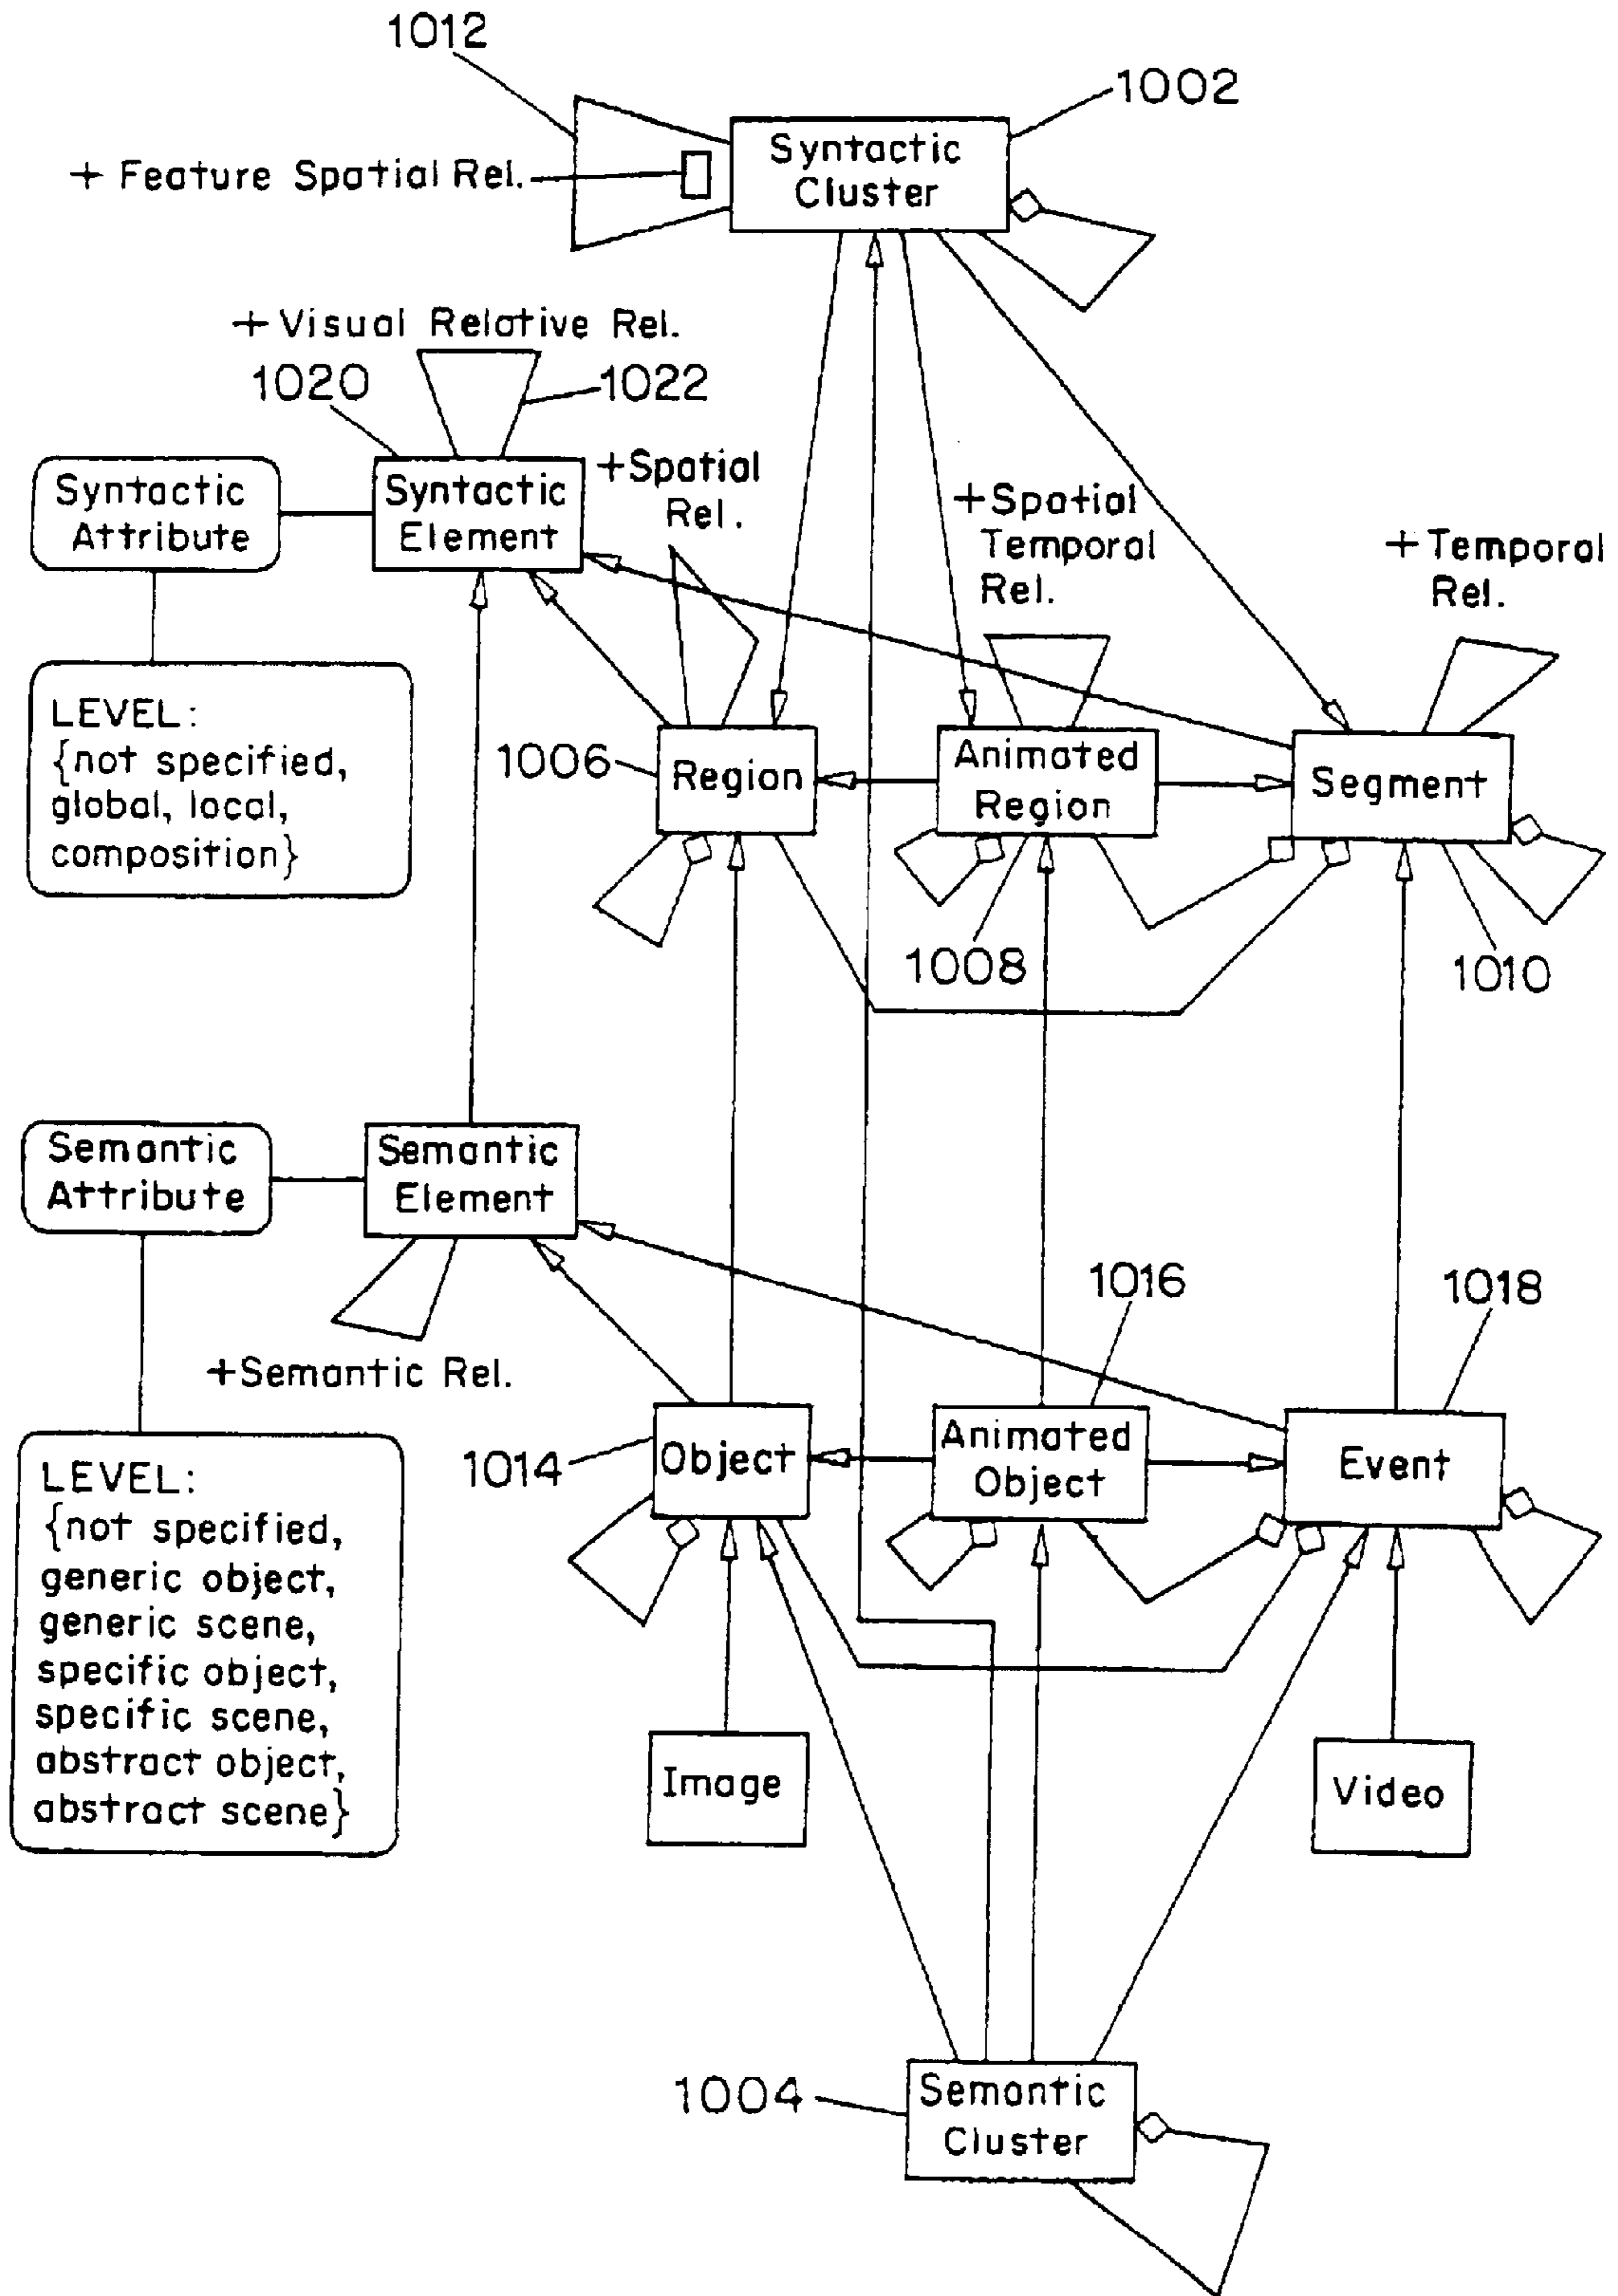 1012
1002
Syntactic
Cluster
+ Feature Spatial Rel.
+ Visual Relative Rel.
1020
1022
Syntactic
Attribute
Syntactic
Element
+Spatial
Rel.
+Spatial
Temporal
Rel.
+ Temporal
Rel.
LEVEL:
{not specified,
global, local,
composition}
1006
Region
Animated
Region
Segment
1008
1010
Semantic
Attribute
Semantic
Element
+Semantic Rel.
1016
1018
1014
Object
Animated
Object
Event
LEVEL:
{not specified,
generic object,
generic scene,
specific object,
specific scene,
abstract object,
abstract scene}
Image
Video
1004
Semantic
Cluster